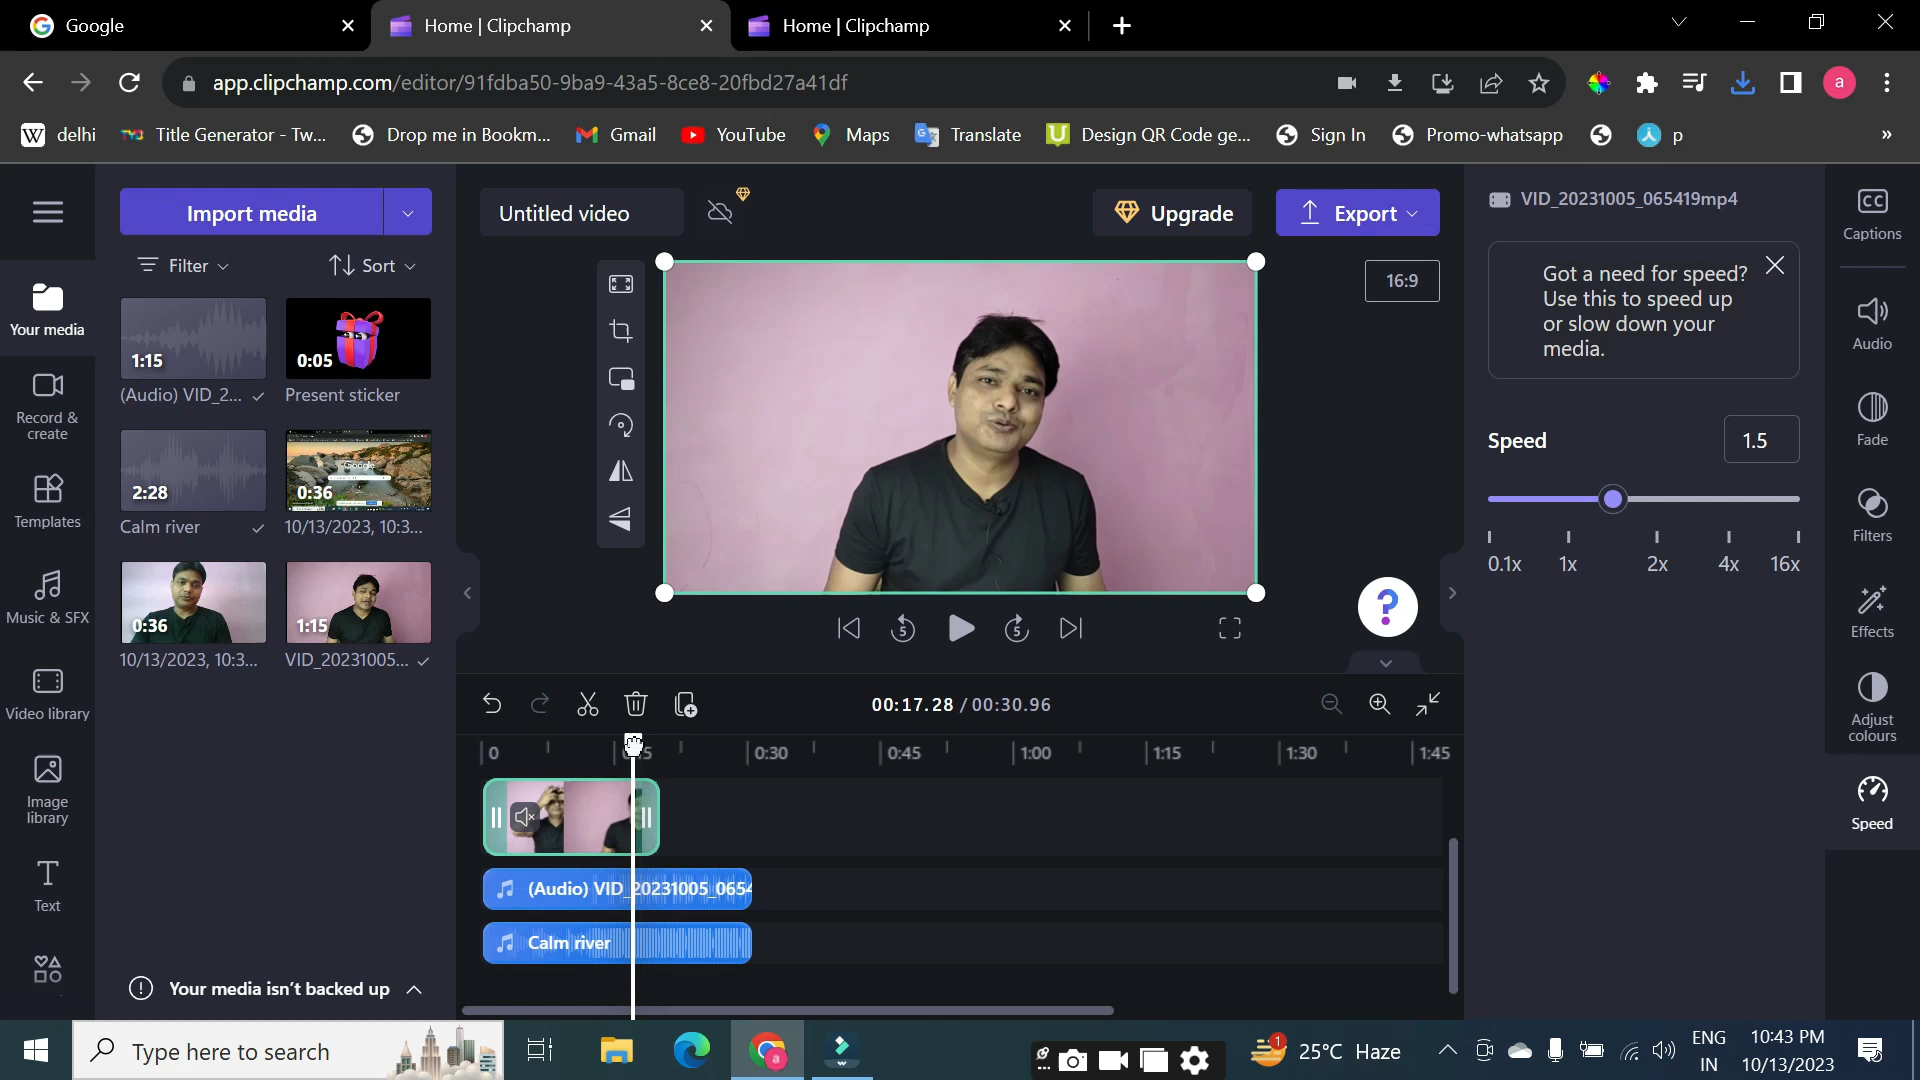 Google
Home | Clipchamp
Home | Clipchamp
app.clipchamp.com/editor/91fdba50-9ba9-43a5-8ce8-20fbd27a41df
a
W delhi
Title Generator - Tw...
Drop me in Bookm...
Gmail
YouTube
Maps
Translate
Design QR Code ge...
Sign In
Promo-whatsapp
p
»
Import media
Filter
Sort
1:15
(Audio) VID_2...
0:05
Present sticker
2:28
Calm river
0:36
10/13/2023, 10:3...
0:36
10/13/2023, 10:3...
1:15
VID_20231005...
Your media isn't backed up
Your media
Record &
create
Templates
Music & SFX
Video library
Image
library
T
Text
Untitled video
Upgrade
Export
16:9
5
5
?
00:17.28 / 00:30.96
0
0:30
0:45
1:00
1:15
1:30
1:45
(Audio) VID_20231005_0654
Calm river
VID_20231005_065419mp4
Got a need for speed?
Use this to speed up
or slow down your
media.
Speed
1.5
0.1x
1x
2x
4x
16x
CC
Captions
Audio
Fade
Filters
Effects
Adjust
colours
Speed
Type here to search
a
1
25°C Haze
ENG
IN
10:43 PM
10/13/2023